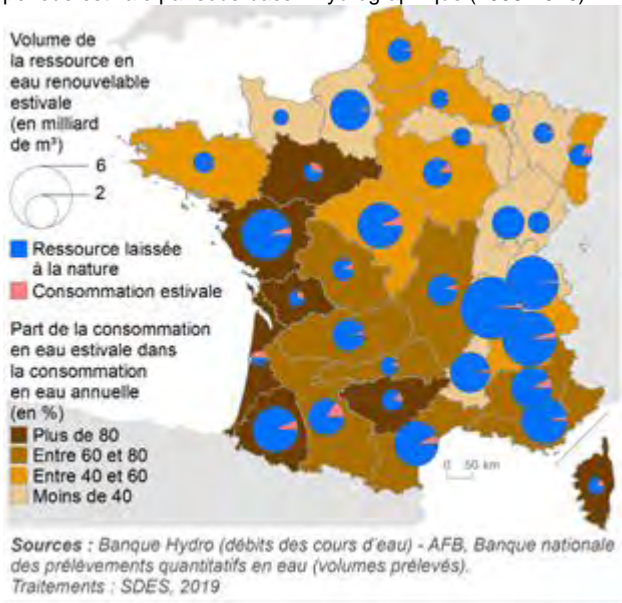 Volume de
la ressource en
eau renouvelable
estivale
(en milliard
de m³)
6
2
Ressource laissée
à la nature
Consommation estivale
Part de la consommation
en eau estivale dans
la consommation
en eau annuelle
(en %)
Plus de 80
Entre 60 et 80
Entre 40 et 60
Moins de 40
0 50 km
Sources : Banque Hydro (débits des cours d'eau) - AFB, Banque nationale
des prélèvements quantitatifs en eau (volumes prélevés).
Traitements : SDES, 2019